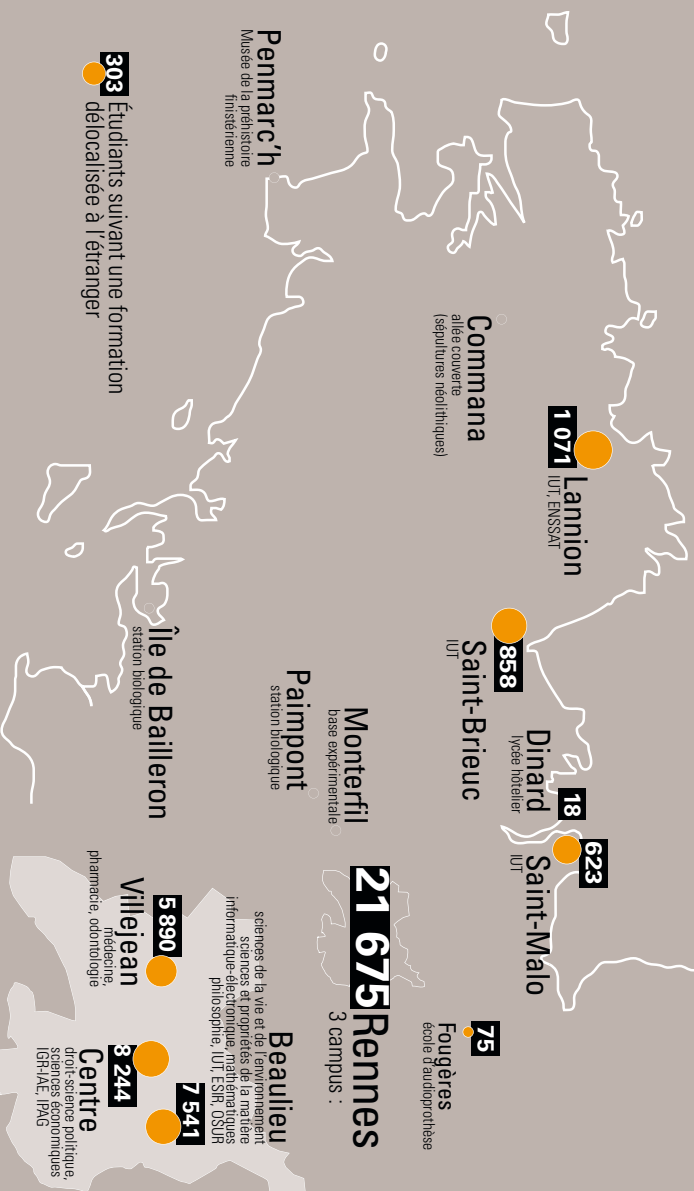 1 071
Lannion
IUT, ENSSAT
858
Saint-Brieuc
IUT
18
Dinard
lycée hôtelier
623
Saint-Malo
IUT
Commana
allée couverte
(sépultures néolithiques)
75
Fougères
école d'audioprothèse
21 675 Rennes
3 campus :
Monterfil
base expérimentale
Paimpont
station biologique
Penmarc'h
Musée de la préhistoire
finistérienne
Île de Bailleron
station biologique
303 Étudiants suivant une formation
délocalisée à l'étranger
5 890
Villejean
médecine,
pharmacie, odontologie
Beaulieu
sciences de la vie et de l'environnement
sciences et propriétés de la matière
informatique-électronique, mathématiques
philosophie, IUT, ESIR, OSUR
7 541
8 244
Centre
droit-science politique,
sciences économiques
IGR-IAE, IPAG